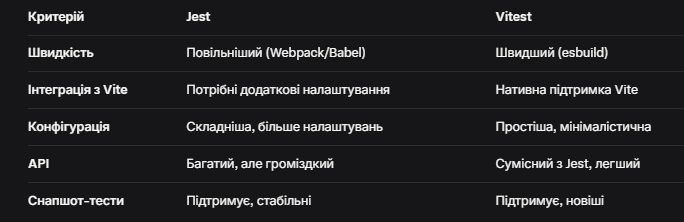 Критерій Jest Vitest
Швидкість Повільніший (Webpack/Babel) Швидший (esbuild)
Інтеграція з Vite Потрібні додаткові налаштування Нативна підтримка Vite
Конфігурація Складніша, більше налаштувань Простіша, мінімалістична
API Багатий, але громіздкий Сумісний з Jest, легший
Снапшот-тести Підтримує, стабільні Підтримує, новіші